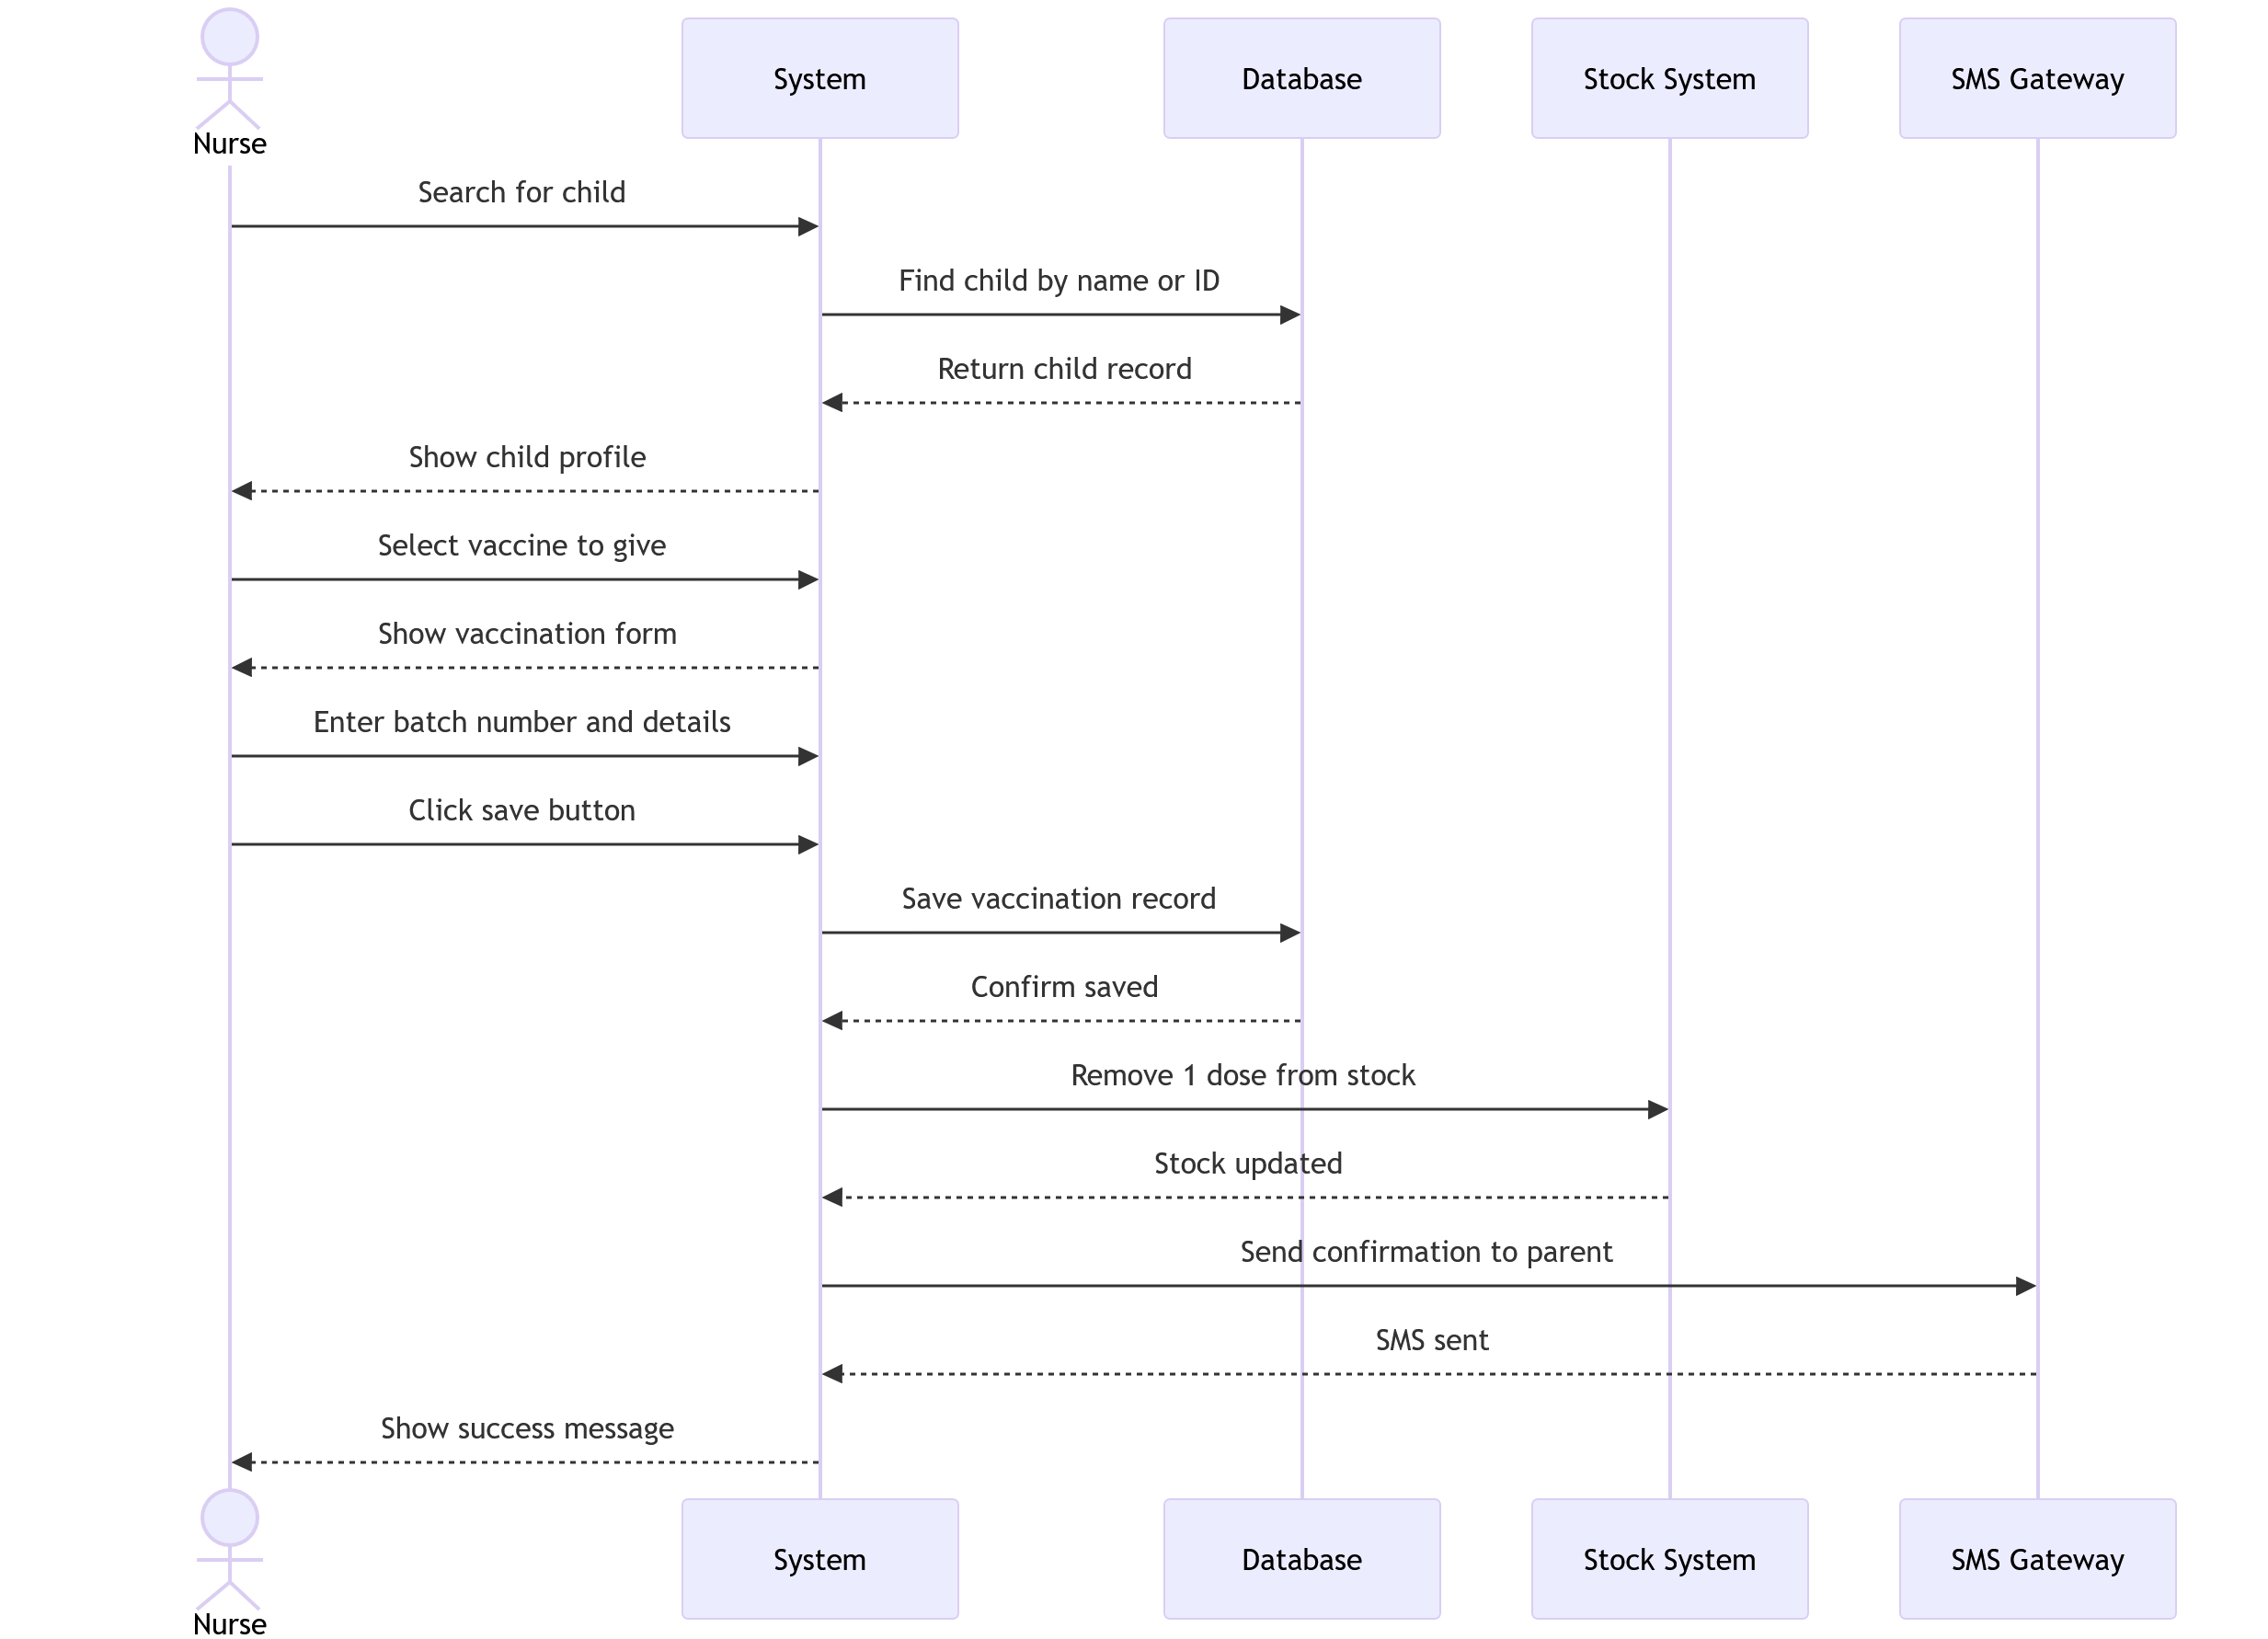 System
Database
Stock System
SMS Gateway
Nurse
Search for child
Find child by name or ID
Return child record
Show child profile
Select vaccine to give
Show vaccination form
Enter batch number and details
Click save button
Save vaccination record
Confirm saved
Remove 1 dose from stock
Stock updated
Send confirmation to parent
SMS sent
Show success message
System
Database
Stock System
SMS Gateway
Nurse